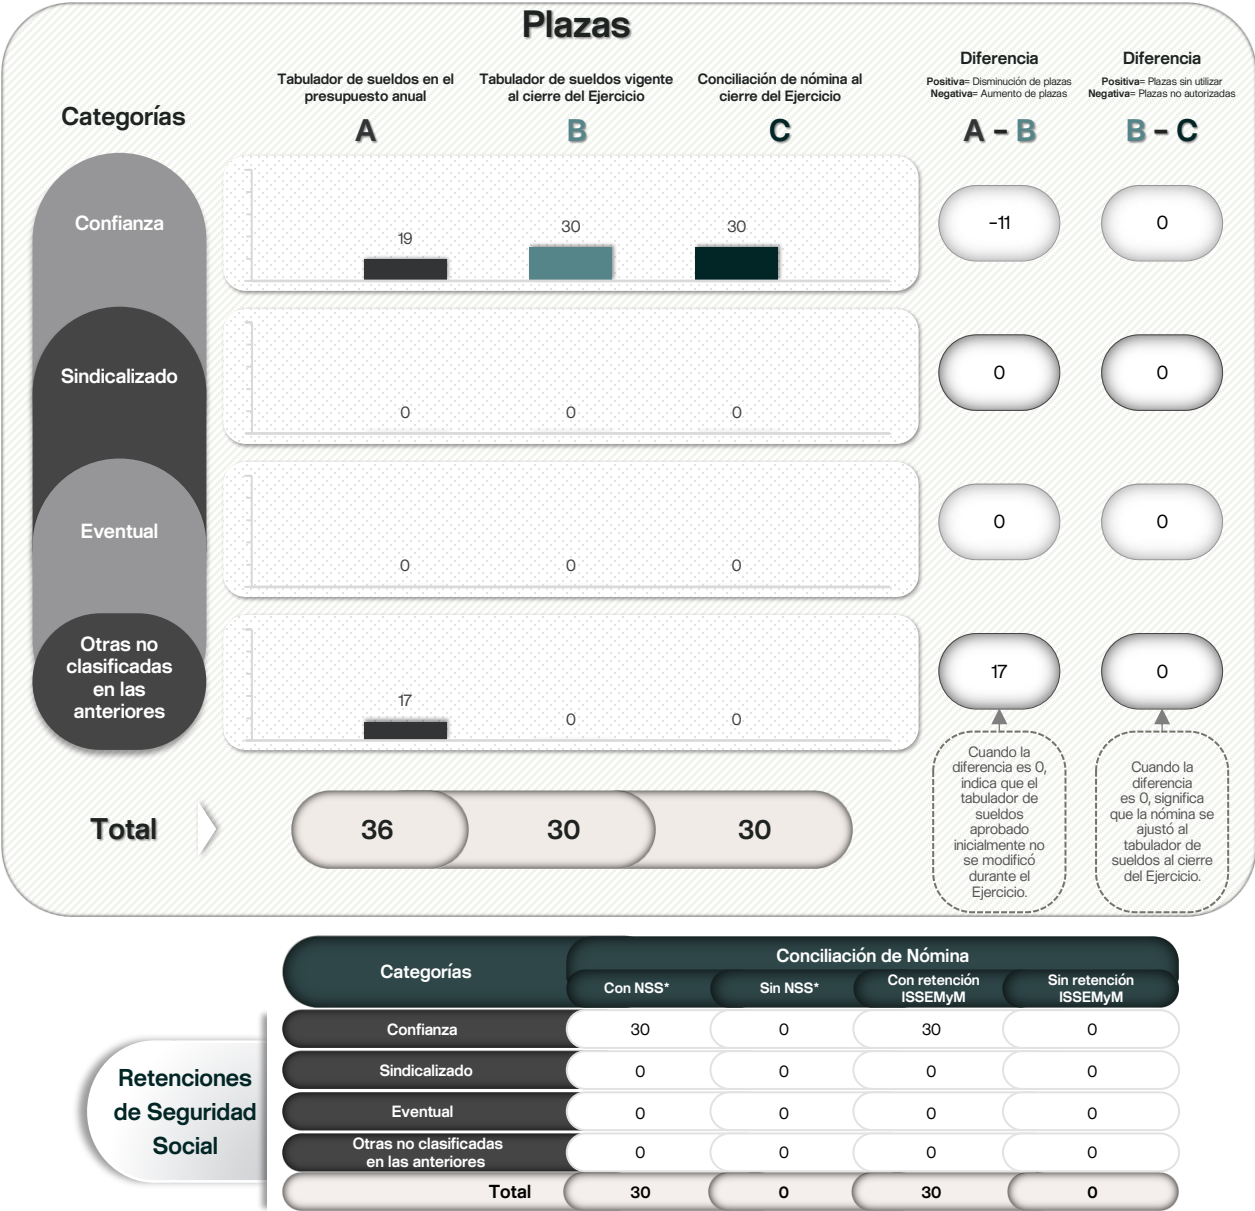 Plazas
Categorías
Tabulador de sueldos en el
presupuesto anual
A
Tabulador de sueldos vigente
al cierre del Ejercicio
B
Conciliación de nómina al
cierre del Ejercicio
C
Diferencia
Positiva= Disminución de plazas
Negativa= Aumento de plazas
A – B
Diferencia
Positiva= Plazas sin utilizar
Negativa= Plazas no autorizadas
B – C
Confianza
19
30
30
-11
0
Sindicalizado
0
0
0
0
0
Eventual
0
0
0
0
0
Otras no
clasificadas
en las
anteriores
17
0
0
17
0
Total
36
30
30
Cuando la
diferencia es 0,
indica que el
tabulador de
sueldos
aprobado
inicialmente no
se modificó
durante el
Ejercicio.
Cuando la
diferencia
es 0, significa
que la nómina se
ajustó al
tabulador de
sueldos al cierre
del Ejercicio.
Retenciones
de Seguridad
Social
Categorías
Conciliación de Nómina
Con NSS*
Sin NSS*
Con retención
ISSEMyM
Sin retención
ISSEMyM
Confianza
30
0
30
0
Sindicalizado
0
0
0
0
Eventual
0
0
0
0
Otras no clasificadas
en las anteriores
0
0
0
0
Total
30
0
30
0